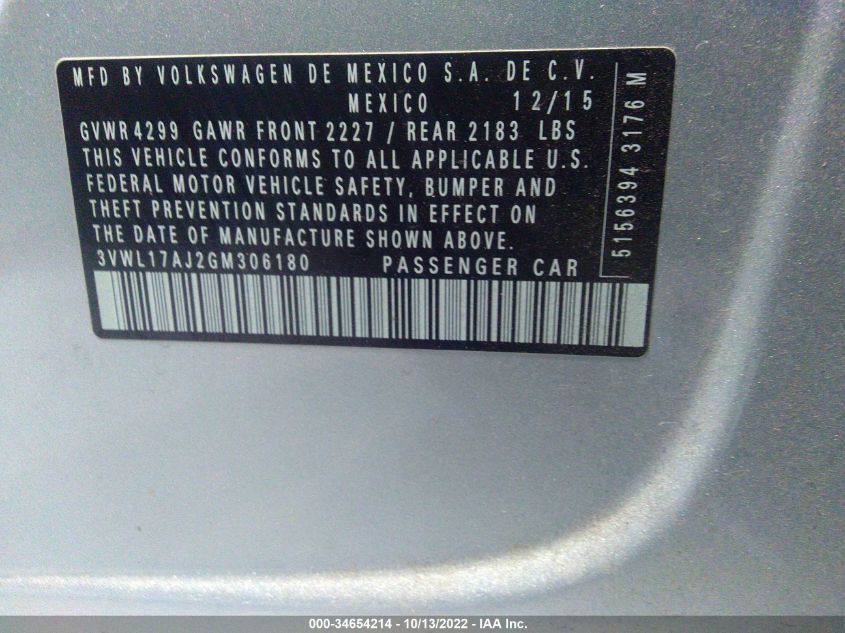 MFD BY VOLKSWAGEN DE MEXICO S.A. DE C.V.
MEXICO 12/15
GVWR 4299 GAWR FRONT 2227 / REAR 2183 LBS
THIS VEHICLE CONFORMS TO ALL APPLICABLE U.S.
FEDERAL MOTOR VEHICLE SAFETY, BUMPER AND
THEFT PREVENTION STANDARDS IN EFFECT ON
THE DATE OF MANUFACTURE SHOWN ABOVE.
3VWL17AJ2GM306180 PASSENGER CAR
5156394 3176 M
000-34654214 - 10/13/2022 - IAA Inc.